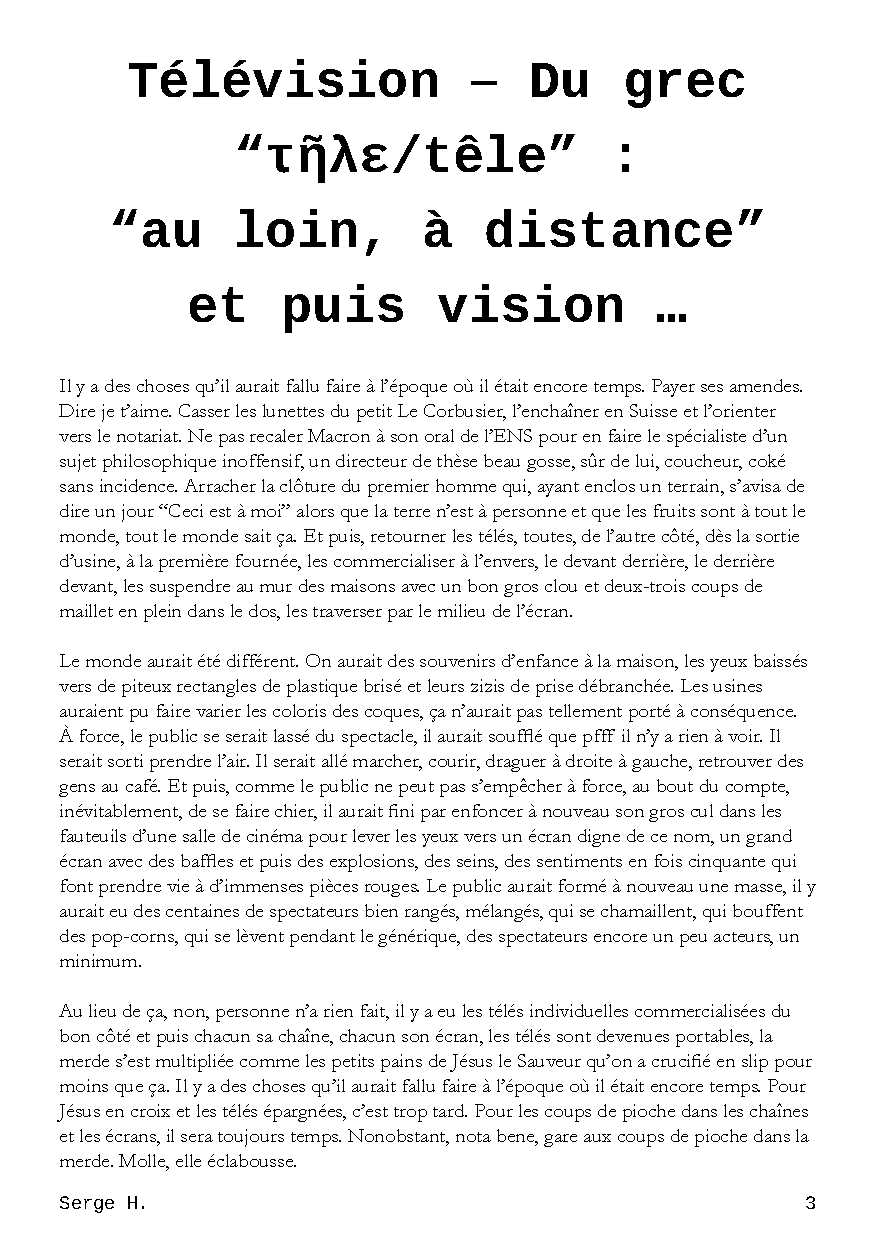 Télévision – Du grec
“τῆλε/têle” :
“au loin, à distance”
et puis vision …
Il y a des choses qu’il aurait fallu faire à l’époque où il était encore temps. Payer ses amendes.
Dire je t’aime. Casser les lunettes du petit Le Corbusier, l’enchaîner en Suisse et l’orienter
vers le notariat. Ne pas recaler Macron à son oral de l’ENS pour en faire le spécialiste d’un
sujet philosophique inoffensif, un directeur de thèse beau gosse, sûr de lui, coucheur, coké
sans incidence. Arracher la clôture du premier homme qui, ayant enclos un terrain, s’avisa de
dire un jour “Ceci est à moi” alors que la terre n’est à personne et que les fruits sont à tout le
monde, tout le monde sait ça. Et puis, retourner les télés, toutes, de l’autre côté, dès la sortie
d’usine, à la première fournée, les commercialiser à l’envers, le devant derrière, le derrière
devant, les suspendre au mur des maisons avec un bon gros clou et deux-trois coups de
maillet en plein dans le dos, les traverser par le milieu de l’écran.
Le monde aurait été différent. On aurait des souvenirs d’enfance à la maison, les yeux baissés
vers de piteux rectangles de plastique brisé et leurs zizis de prise débranchée. Les usines
auraient pu faire varier les coloris des coques, ça n’aurait pas tellement porté à conséquence.
À force, le public se serait lassé du spectacle, il aurait soufflé que pfff il n’y a rien à voir. Il
serait sorti prendre l’air. Il serait allé marcher, courir, draguer à droite à gauche, retrouver des
gens au café. Et puis, comme le public ne peut pas s’empêcher à force, au bout du compte,
inévitablement, de se faire chier, il aurait fini par enfoncer à nouveau son gros cul dans les
fauteuils d’une salle de cinéma pour lever les yeux vers un écran digne de ce nom, un grand
écran avec des baffles et puis des explosions, des seins, des sentiments en fois cinquante qui
font prendre vie à d’immenses pièces rouges. Le public aurait formé à nouveau une masse, il y
aurait eu des centaines de spectateurs bien rangés, mélangés, qui se chamaillent, qui bouffent
des pop-corns, qui se lèvent pendant le générique, des spectateurs encore un peu acteurs, un
minimum.
Au lieu de ça, non, personne n’a rien fait, il y a eu les télés individuelles commercialisées du
bon côté et puis chacun sa chaîne, chacun son écran, les télés sont devenues portables, la
merde s’est multipliée comme les petits pains de Jésus le Sauveur qu’on a crucifié en slip pour
moins que ça. Il y a des choses qu’il aurait fallu faire à l’époque où il était encore temps. Pour
Jésus en croix et les télés épargnées, c’est trop tard. Pour les coups de pioche dans les chaînes
et les écrans, il sera toujours temps. Nonobstant, nota bene, gare aux coups de pioche dans la
merde. Molle, elle éclabousse.
Serge H. 3